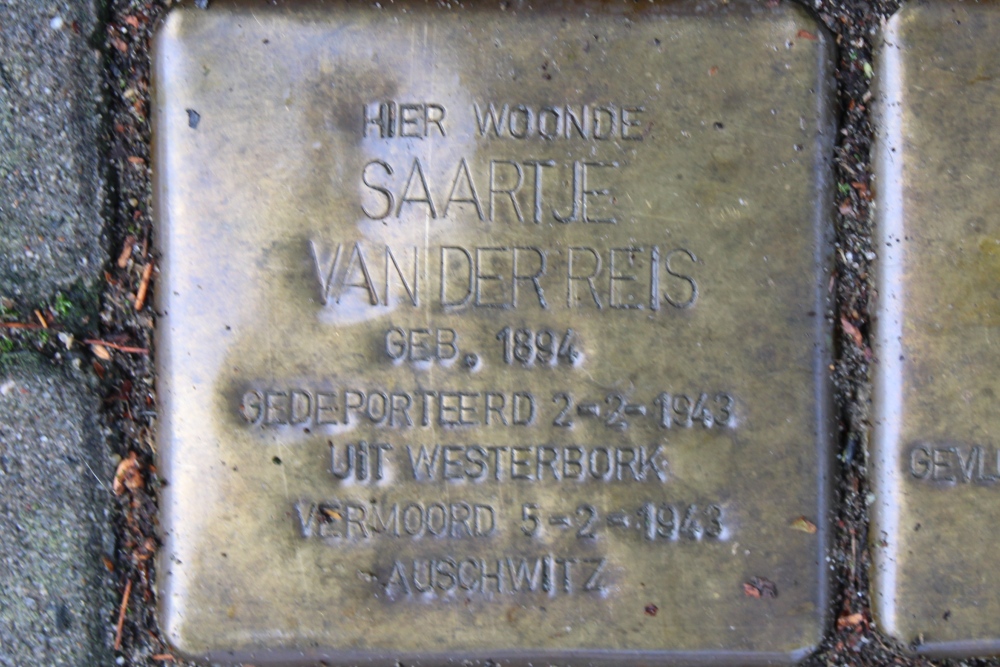 HIER WOONDE
SAARTJE
VAN DER REIS
GEB. 1894
GEDEPORTEERD 2-2-1943
UIT WESTERBORK
VERMOORD 5-2-1943
AUSCHWITZ